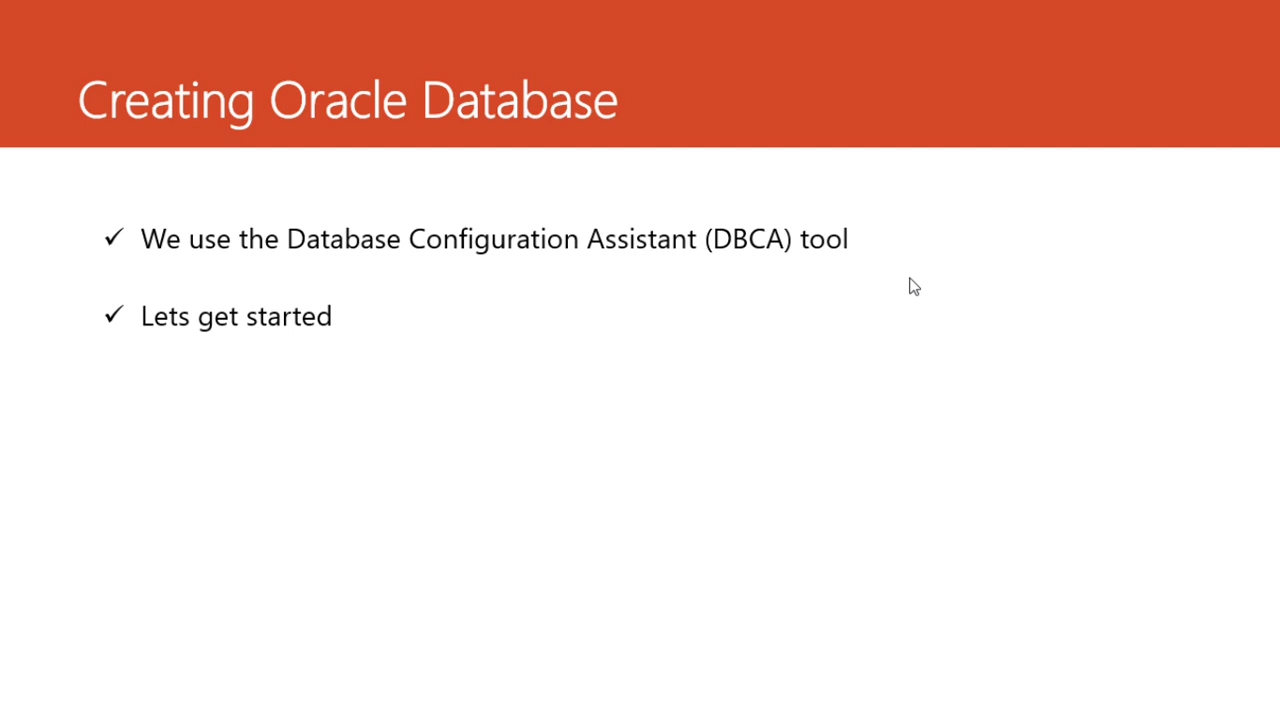 Creating Oracle Database
✓ We use the Database Configuration Assistant (DBCA) tool
✓ Lets get started